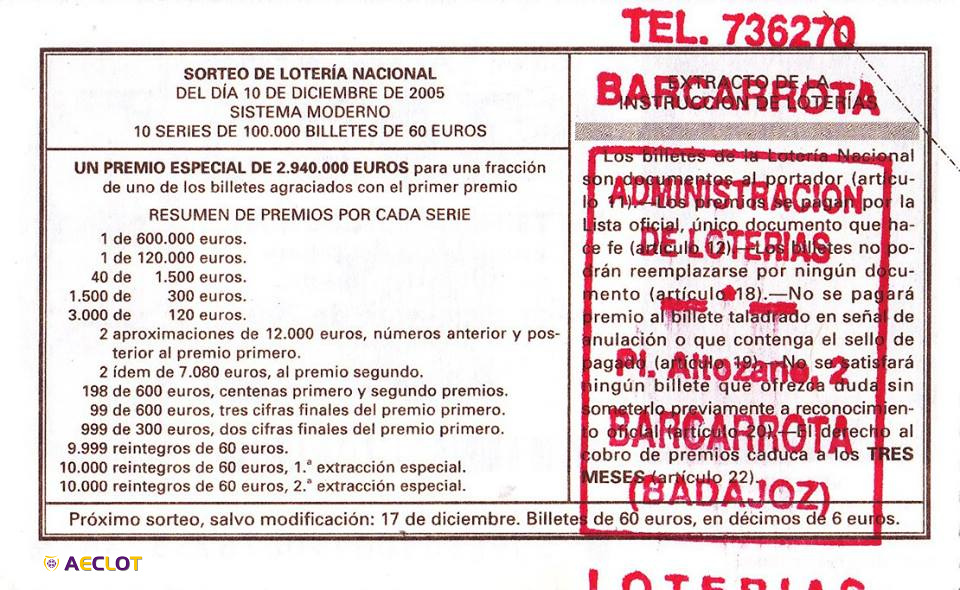 TEL. 736270
BARCARROTA
SORTEO DE LOTERÍA NACIONAL
DEL DÍA 10 DE DICIEMBRE DE 2005
SISTEMA MODERNO
10 SERIES DE 100.000 BILLETES DE 60 EUROS
UN PREMIO ESPECIAL DE 2.940.000 EUROS para una fracción
de uno de los billetes agraciados con el primer premio
RESUMEN DE PREMIOS POR CADA SERIE
1 de 600.000 euros.
1 de 120.000 euros.
40 de 1.500 euros.
1.500 de 300 euros.
3.000 de 120 euros.
2 aproximaciones de 12.000 euros, números anterior y pos-
terior al premio primero.
2 ídem de 7.080 euros, al premio segundo.
198 de 600 euros, centenas primero y segundo premios.
99 de 600 euros, tres cifras finales del premio primero.
999 de 300 euros, dos cifras finales del premio primero.
9.999 reintegros de 60 euros.
10.000 reintegros de 60 euros, 1.ª extracción especial.
10.000 reintegros de 60 euros, 2.ª extracción especial.
EXTRACTO DE LA
INSTRUCCIÓN DE LOTERÍAS
Los billetes de la Lotería Nacional
son documentos al portador (artícu-
lo 11).—Los premios se pagan por la
Lista oficial, único documento que ha-
ce fe (artículo 12).—Los billetes no po-
drán reemplazarse por ningún docu-
mento (artículo 18).—No se pagará
premio al billete taladrado en señal de
anulación o que contenga el sello de
pagado (artículo 19).—No se satisfará
ningún billete que ofrezca duda sin
someterlo previamente a reconocimien-
to oficial (artículo 20).—El derecho al
cobro de premios caduca a los TRES
MESES (artículo 22).
ADMINISTRACION
DE LOTERIAS
Pl. Altozano, 2
BARCARROTA
(BADAJOZ)
Próximo sorteo, salvo modificación: 17 de diciembre. Billetes de 60 euros, en décimos de 6 euros.
AECLOT
LOTERIAS